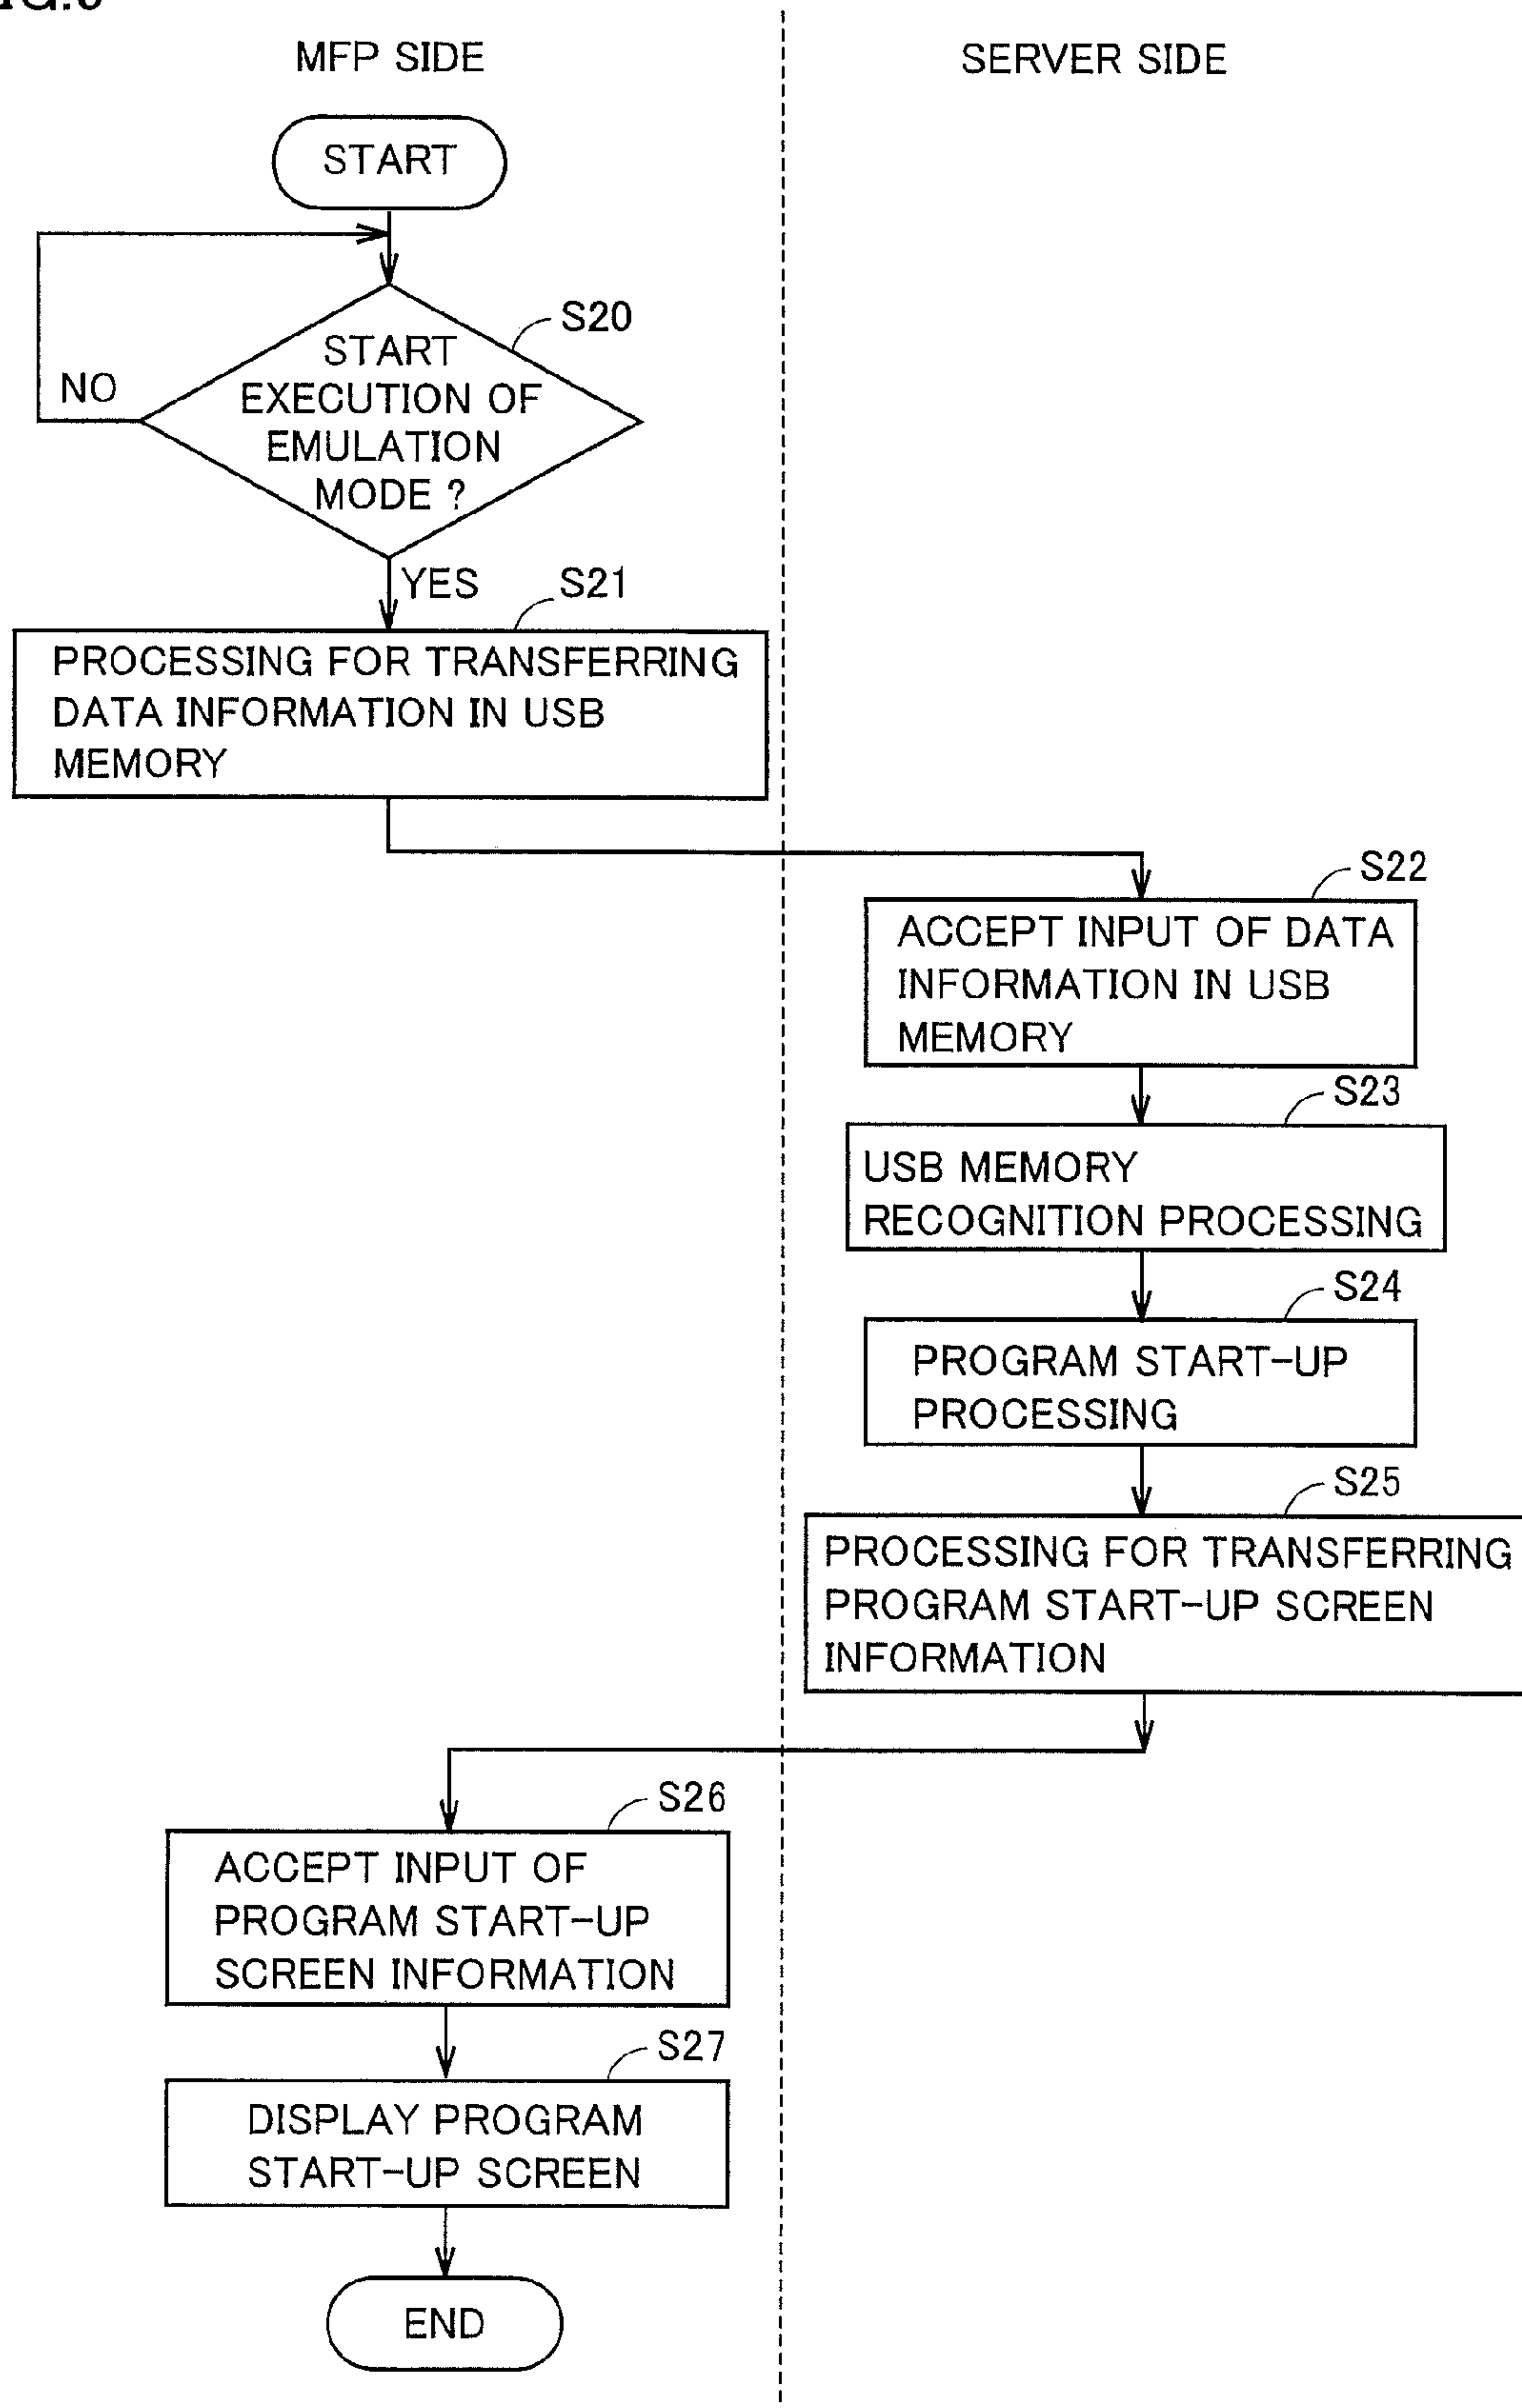 MFP SIDE
SERVER SIDE
START
S20
START
EXECUTION OF
EMULATION
MODE ?
NO
YES
S21
PROCESSING FOR TRANSFERRING
DATA INFORMATION IN USB
MEMORY
S22
ACCEPT INPUT OF DATA
INFORMATION IN USB
MEMORY
S23
USB MEMORY
RECOGNITION PROCESSING
S24
PROGRAM START-UP
PROCESSING
S25
PROCESSING FOR TRANSFERRING
PROGRAM START-UP SCREEN
INFORMATION
S26
ACCEPT INPUT OF
PROGRAM START-UP
SCREEN INFORMATION
S27
DISPLAY PROGRAM
START-UP SCREEN
END